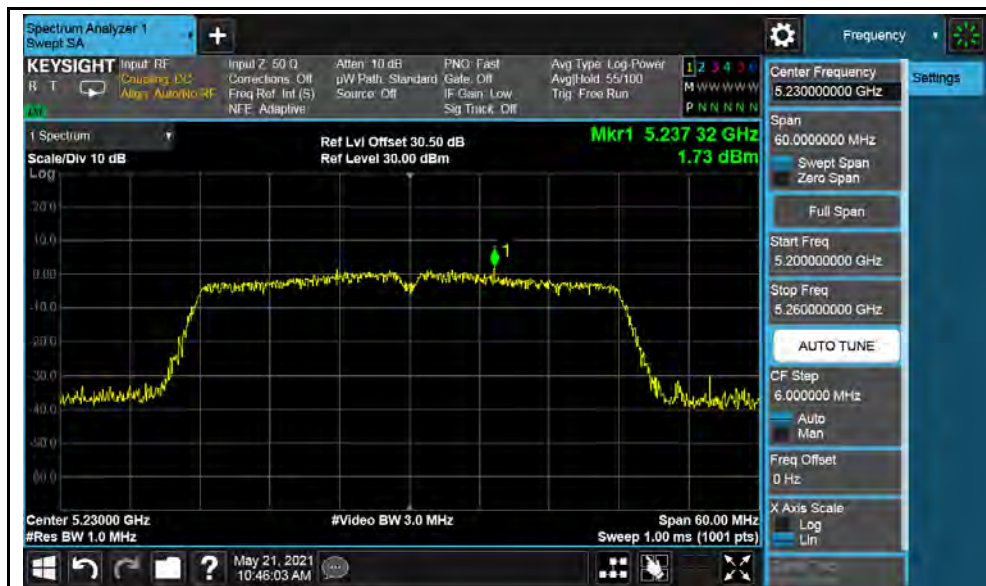 Spectrum Analyzer 1
Swept SA
+
Frequency
KEYSIGHT
R T
Input: RF
Coupling: DC
Align: Auto/No RF
Input Z: 50 Ω
Corrections: Off
Freq Ref: Int (S)
NFE: Adaptive
Atten: 10 dB
µW Path: Standard
Source: Off
PNO: Fast
Gate: Off
IF Gain: Low
Sig Track: Off
Avg Type: Log-Power
Avg|Hold: 55/100
Trig: Free Run
1 2 3 4 5 6
M W W W W W
P N N N N N
Center Frequency
5.230000000 GHz
Settings
Span
60.0000000 MHz
Swept Span
Zero Span
Full Span
Start Freq
5.200000000 GHz
Stop Freq
5.260000000 GHz
AUTO TUNE
CF Step
6.000000 MHz
Auto
Man
Freq Offset
0 Hz
X Axis Scale
Log
Lin
1 Spectrum
Scale/Div 10 dB
Ref Lvl Offset 30.50 dB
Ref Level 30.00 dBm
Mkr1 5.237 32 GHz
1.73 dBm
Log
20.0
10.0
0.00
-10.0
-20.0
-30.0
-40.0
-50.0
-60.0
1
Center 5.23000 GHz
#Res BW 1.0 MHz
#Video BW 3.0 MHz
Span 60.00 MHz
Sweep 1.00 ms (1001 pts)
?
May 21, 2021
10:46:03 AM